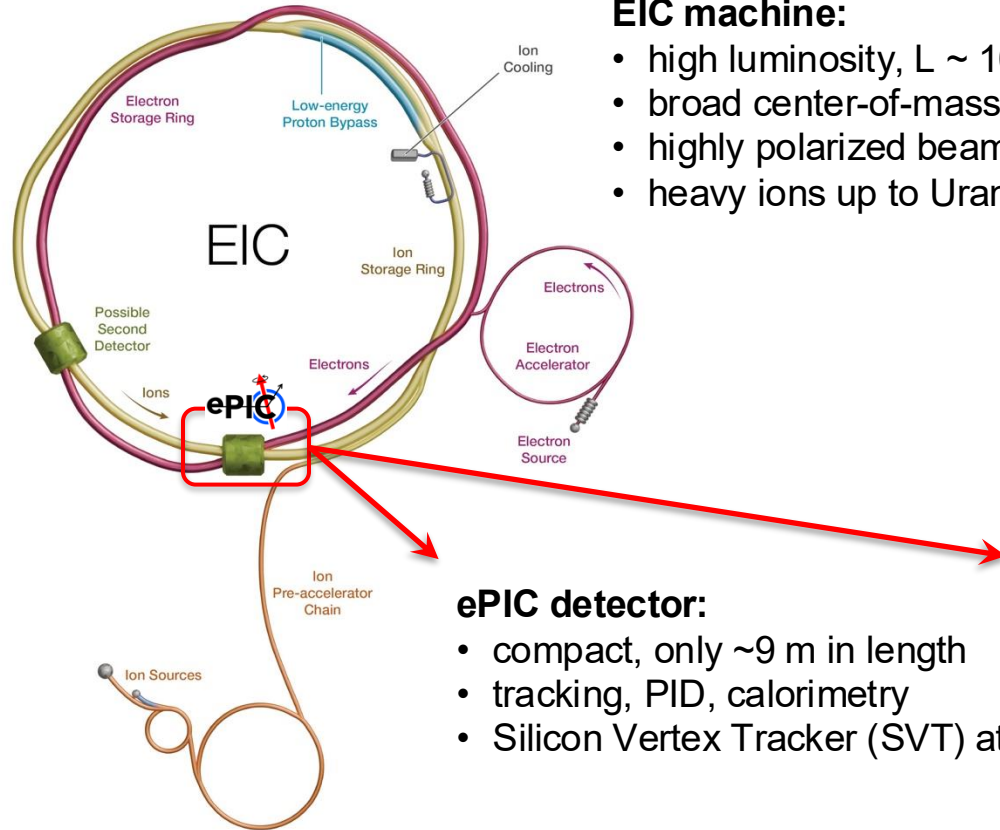 EIC machine:
• high luminosity, L ~ 10
• broad center-of-mass
• highly polarized beam
• heavy ions up to Uran
Ion
Cooling
Electron
Storage Ring
Low-energy
Proton Bypass
EIC
Ion
Storage Ring
Electrons
Possible
Second
Detector
Electron
Accelerator
Electrons
Ions
ePIC
Electron
Source
Ion
Pre-accelerator
Chain
ePIC detector:
• compact, only ~9 m in length
• tracking, PID, calorimetry
• Silicon Vertex Tracker (SVT) at
Ion Sources